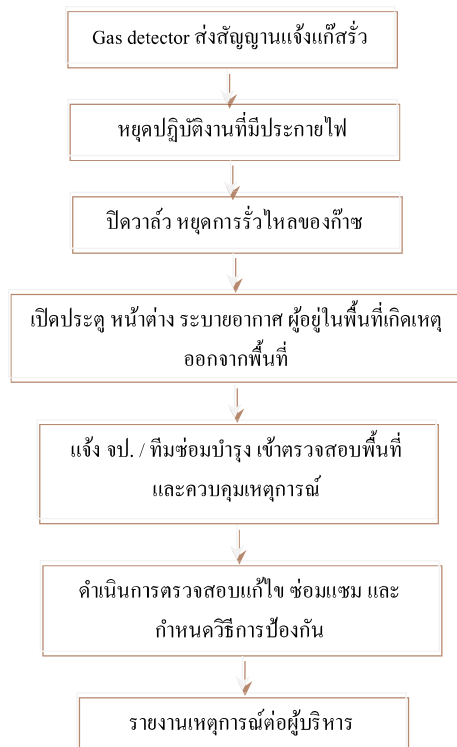 Gas detector ส่งสัญญานแจ้งแก๊สรั่ว
หยุดปฏิบัติงานที่มีประกายไฟ
ปิดวาล์ว หยุดการรั่วไหลของก๊าซ
เปิดประตู หน้าต่าง ระบายอากาศ ผู้อยู่ในพื้นที่เกิดเหตุ
ออกจากพื้นที่
แจ้ง จป. / ทีมซ่อมบำรุง เข้าตรวจสอบพื้นที่
และควบคุมเหตุการณ์
ดำเนินการตรวจสอบแก้ไข ซ่อมแซม และ
กำหนดวิธีการป้องกัน
รายงานเหตุการณ์ต่อผู้บริหาร